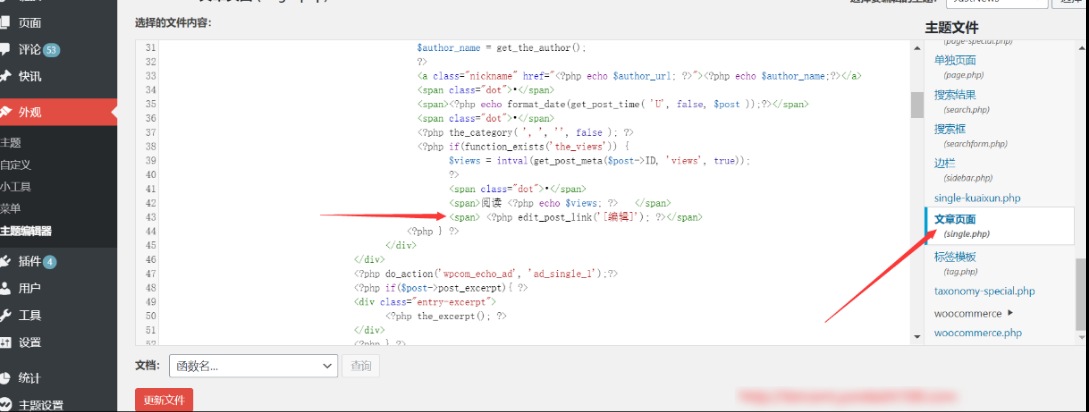 页面
评论 53
快讯
外观
主题
自定义
小工具
菜单
主题编辑器
插件 4
用户
工具
设置
统计
主题设置
选择的文件内容:
31 $author_name = get_the_author();
32 ?>
33 <a class="nickname" href="<?php echo $author_url; ?>"><?php echo $author_name;?></a>
34 <span class="dot">•</span>
35 <span><?php echo format_date(get_post_time( 'U', false, $post ));?></span>
36 <span class="dot">•</span>
37 <?php the_category( ', ', '', false ); ?>
38 <?php if(function_exists('the_views')) {
39 $views = intval(get_post_meta($post->ID, 'views', true));
40 ?>
41 <span class="dot">•</span>
42 <span>阅读 <?php echo $views; ?> </span>
43 <span> <?php edit_post_link('[编辑]'); ?></span>
44 <?php } ?>
45 </div>
46 </div>
47 <?php do_action('wpcom_echo_ad', 'ad_single_1');?>
48 <?php if($post->post_excerpt){ ?>
49 <div class="entry-excerpt">
50 <?php the_excerpt(); ?>
51 </div>
52 <?php } ?>
文档: 函数名... 查询
更新文件
主题文件
(page-special.php)
单独页面
(page.php)
搜索结果
(search.php)
搜索框
(searchform.php)
边栏
(sidebar.php)
single-kuaixun.php
文章页面
(single.php)
标签模板
(tag.php)
taxonomy-special.php
woocommerce
woocommerce.php